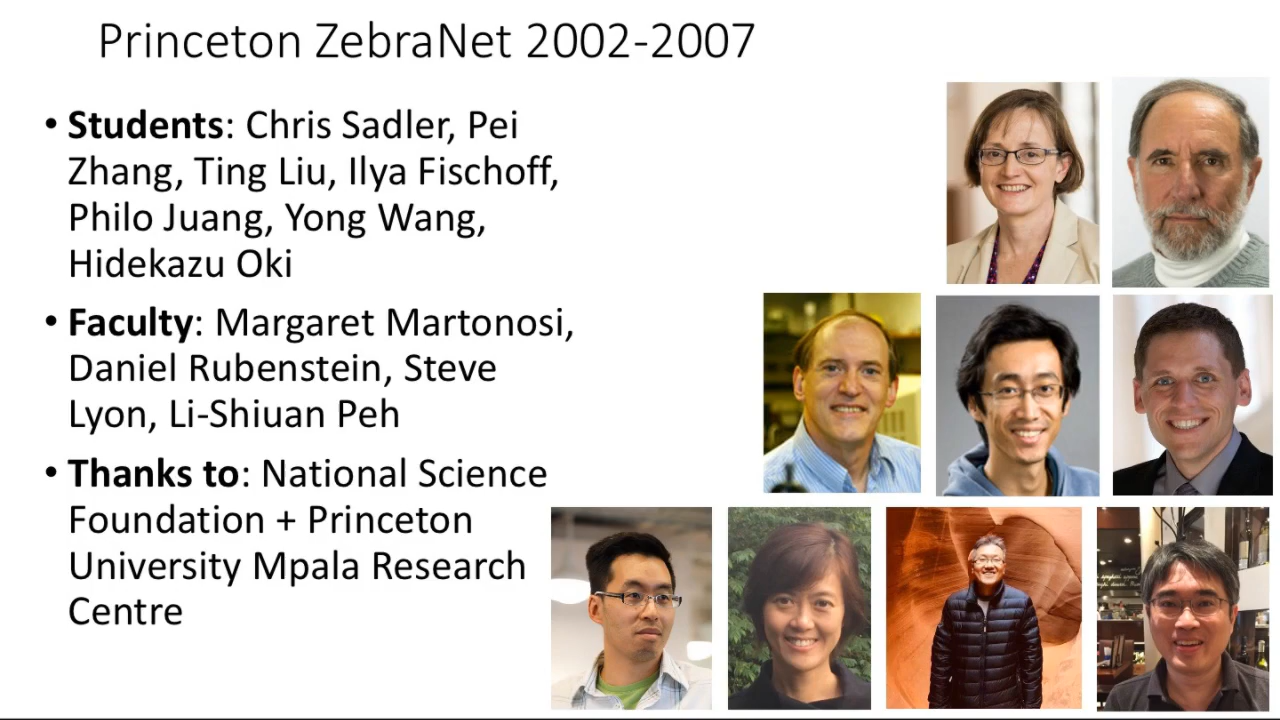 Princeton ZebraNet 2002-2007
• Students: Chris Sadler, Pei
Zhang, Ting Liu, Ilya Fischoff,
Philo Juang, Yong Wang,
Hidekazu Oki
• Faculty: Margaret Martonosi,
Daniel Rubenstein, Steve
Lyon, Li-Shiuan Peh
• Thanks to: National Science
Foundation + Princeton
University Mpala Research
Centre